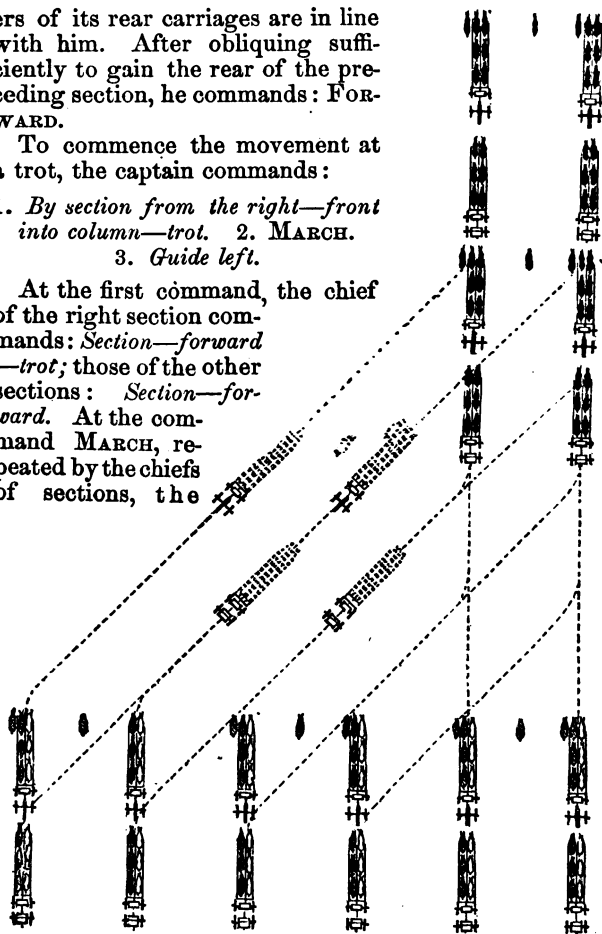 ers of its rear carriages are in line
with him. After obliquing suffi-
ciently to gain the rear of the pre-
ceding section, he commands: FOR-
WARD.
To commence the movement at
a trot, the captain commands:
1. By section from the right—front
into column—trot. 2. MARCH.
3. Guide left.
At the first command, the chief
of the right section com-
mands: Section—forward
—trot; those of the other
sections: Section—for-
ward. At the com-
mand MARCH, re-
peated by the chiefs
of sections, the